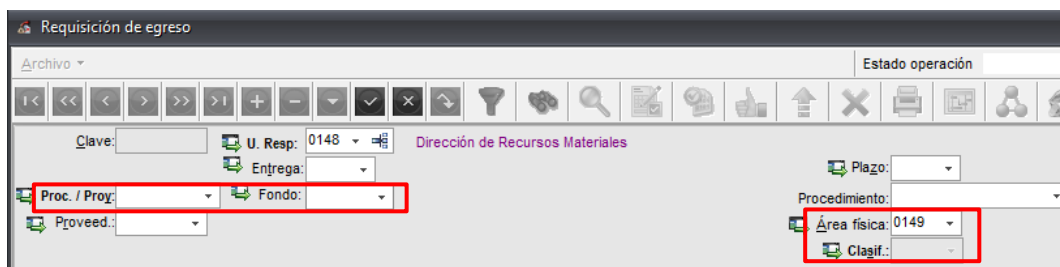 Requisición de egreso
Archivo Estado operación
Clave: U. Resp: 0148 Dirección de Recursos Materiales
Entrega: Plazo:
Proc. / Proy: Fondo: Procedimiento:
Proveed.: Área física: 0149
Clasif.: